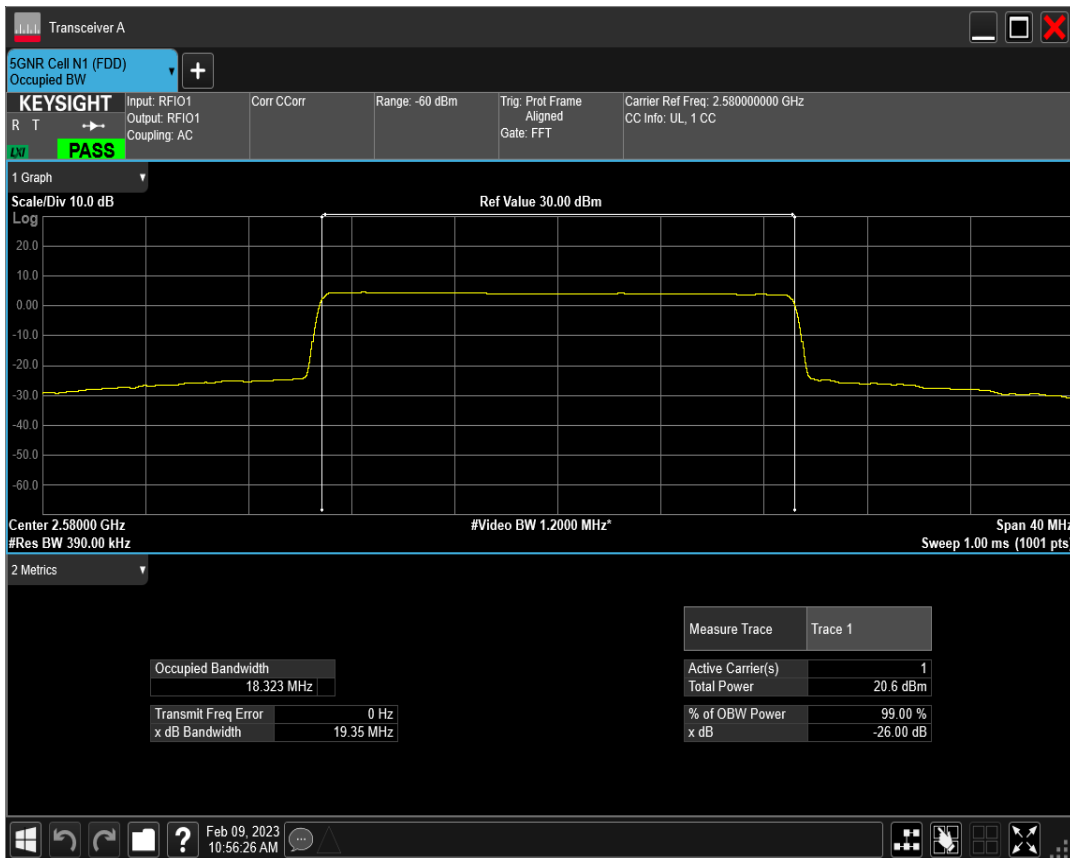 Transceiver A
5GNR Cell N1 (FDD)
Occupied BW
+
KEYSIGHT
R T
LXI
PASS
Input: RFIO1
Output: RFIO1
Coupling: AC
Corr CCorr
Range: -60 dBm
Trig: Prot Frame
Aligned
Gate: FFT
Carrier Ref Freq: 2.580000000 GHz
CC Info: UL, 1 CC
1 Graph
Scale/Div 10.0 dB
Ref Value 30.00 dBm
Log
20.0
10.0
0.00
-10.0
-20.0
-30.0
-40.0
-50.0
-60.0
Center 2.58000 GHz
#Video BW 1.2000 MHz*
Span 40 MHz
#Res BW 390.00 kHz
Sweep 1.00 ms (1001 pts)
2 Metrics
Measure Trace Trace 1
Occupied Bandwidth
18.323 MHz
Active Carrier(s) 1
Total Power 20.6 dBm
Transmit Freq Error 0 Hz
x dB Bandwidth 19.35 MHz
% of OBW Power 99.00 %
x dB -26.00 dB
?
Feb 09, 2023
10:56:26 AM